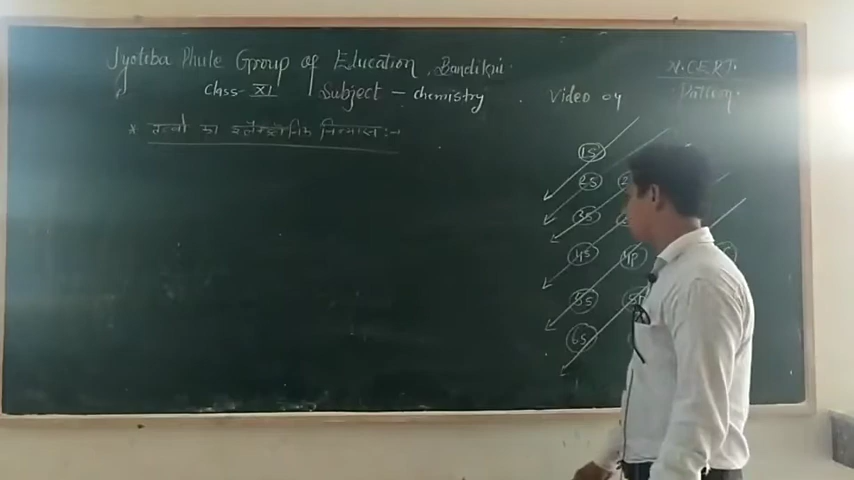 Jyotiba Phule Group of Education, Bandikui
N.C.E.R.T.
Class- XI Subject - chemistry Video 04 Pattern
* तत्वों का इलेक्ट्रोनिक विन्यास :-
1s
2s
3s
4s 4p
5s
6s